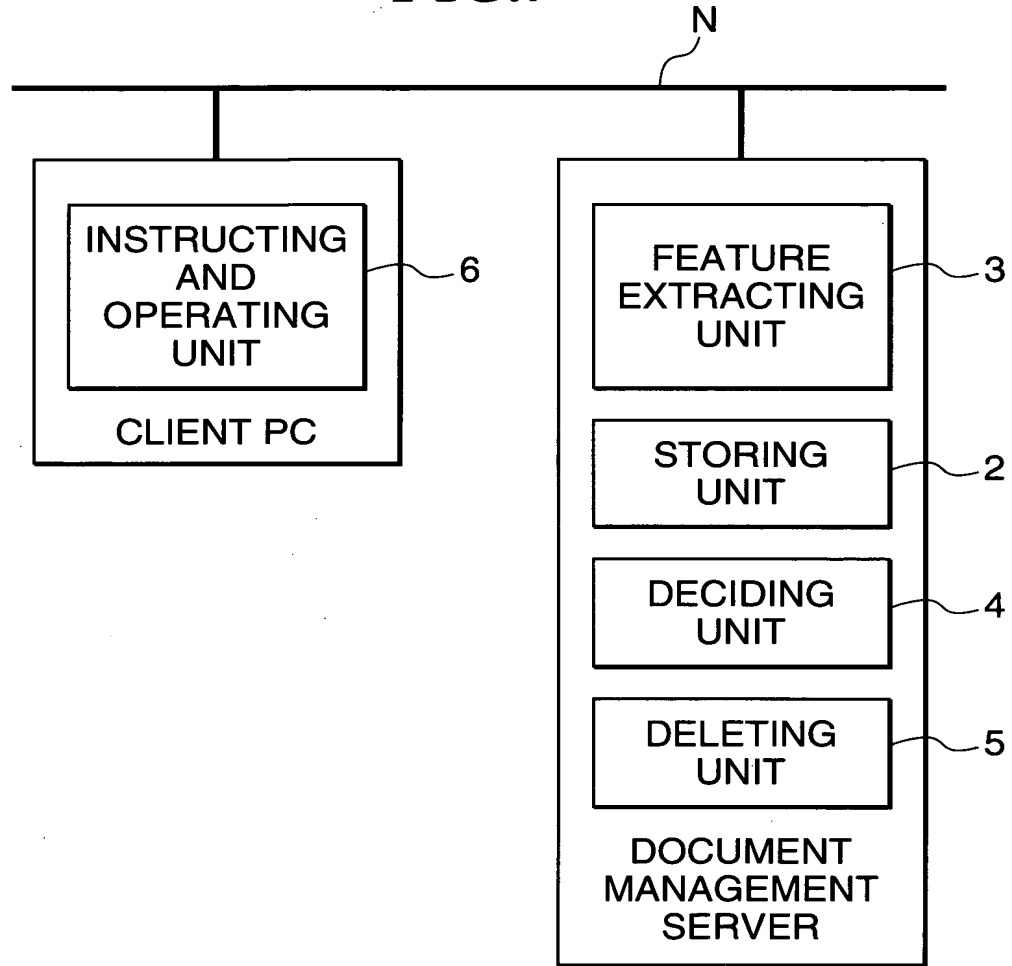 N
INSTRUCTING
AND
OPERATING
UNIT
6
CLIENT PC
FEATURE
EXTRACTING
UNIT
3
STORING
UNIT
2
DECIDING
UNIT
4
DELETING
UNIT
5
DOCUMENT
MANAGEMENT
SERVER